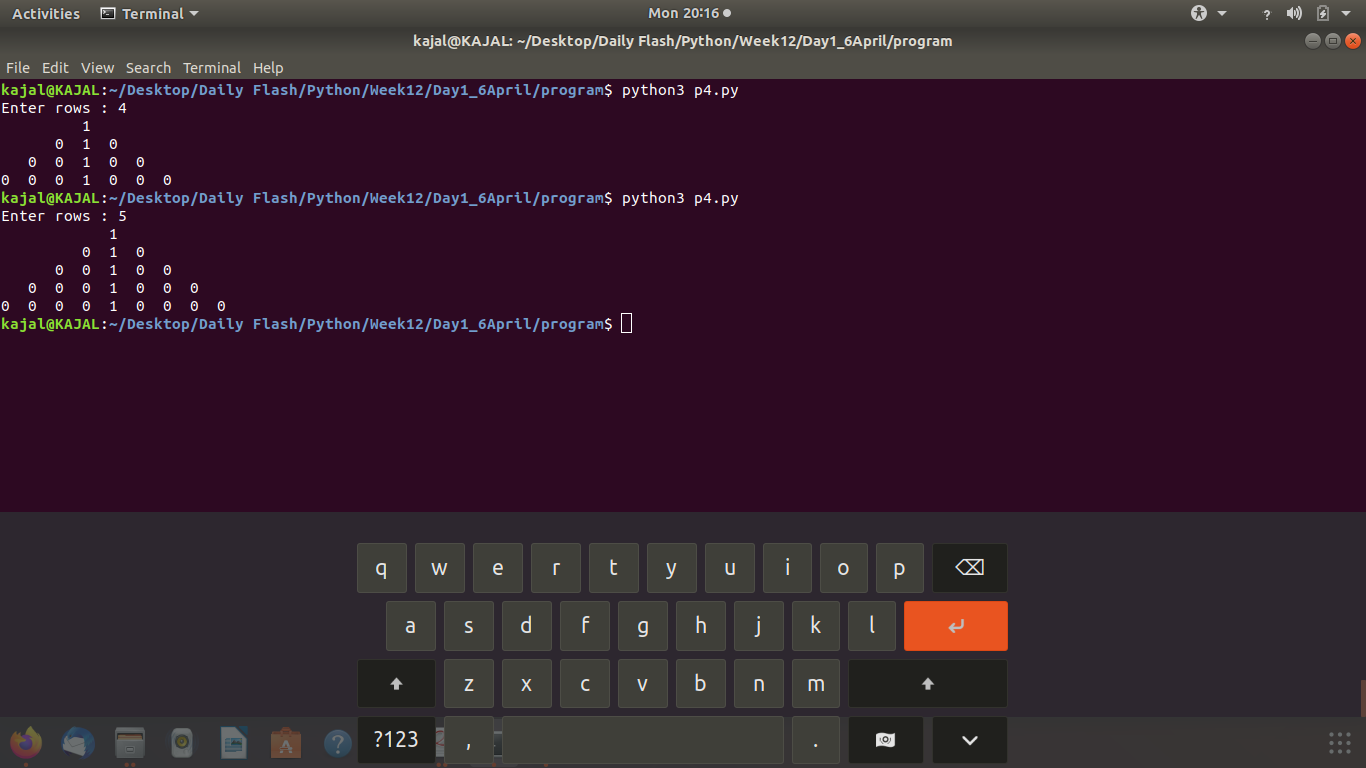 Activities Terminal Mon 20:16
kajal@KAJAL: ~/Desktop/Daily Flash/Python/Week12/Day1_6April/program
File Edit View Search Terminal Help
kajal@KAJAL:~/Desktop/Daily Flash/Python/Week12/Day1_6April/program$ python3 p4.py
Enter rows : 4
         1
      0  1  0
   0  0  1  0  0
0  0  0  1  0  0  0
kajal@KAJAL:~/Desktop/Daily Flash/Python/Week12/Day1_6April/program$ python3 p4.py
Enter rows : 5
            1
         0  1  0
      0  0  1  0  0
   0  0  0  1  0  0  0
0  0  0  0  1  0  0  0  0
kajal@KAJAL:~/Desktop/Daily Flash/Python/Week12/Day1_6April/program$
q w e r t y u i o p
a s d f g h j k l
z x c v b n m
?123 , .